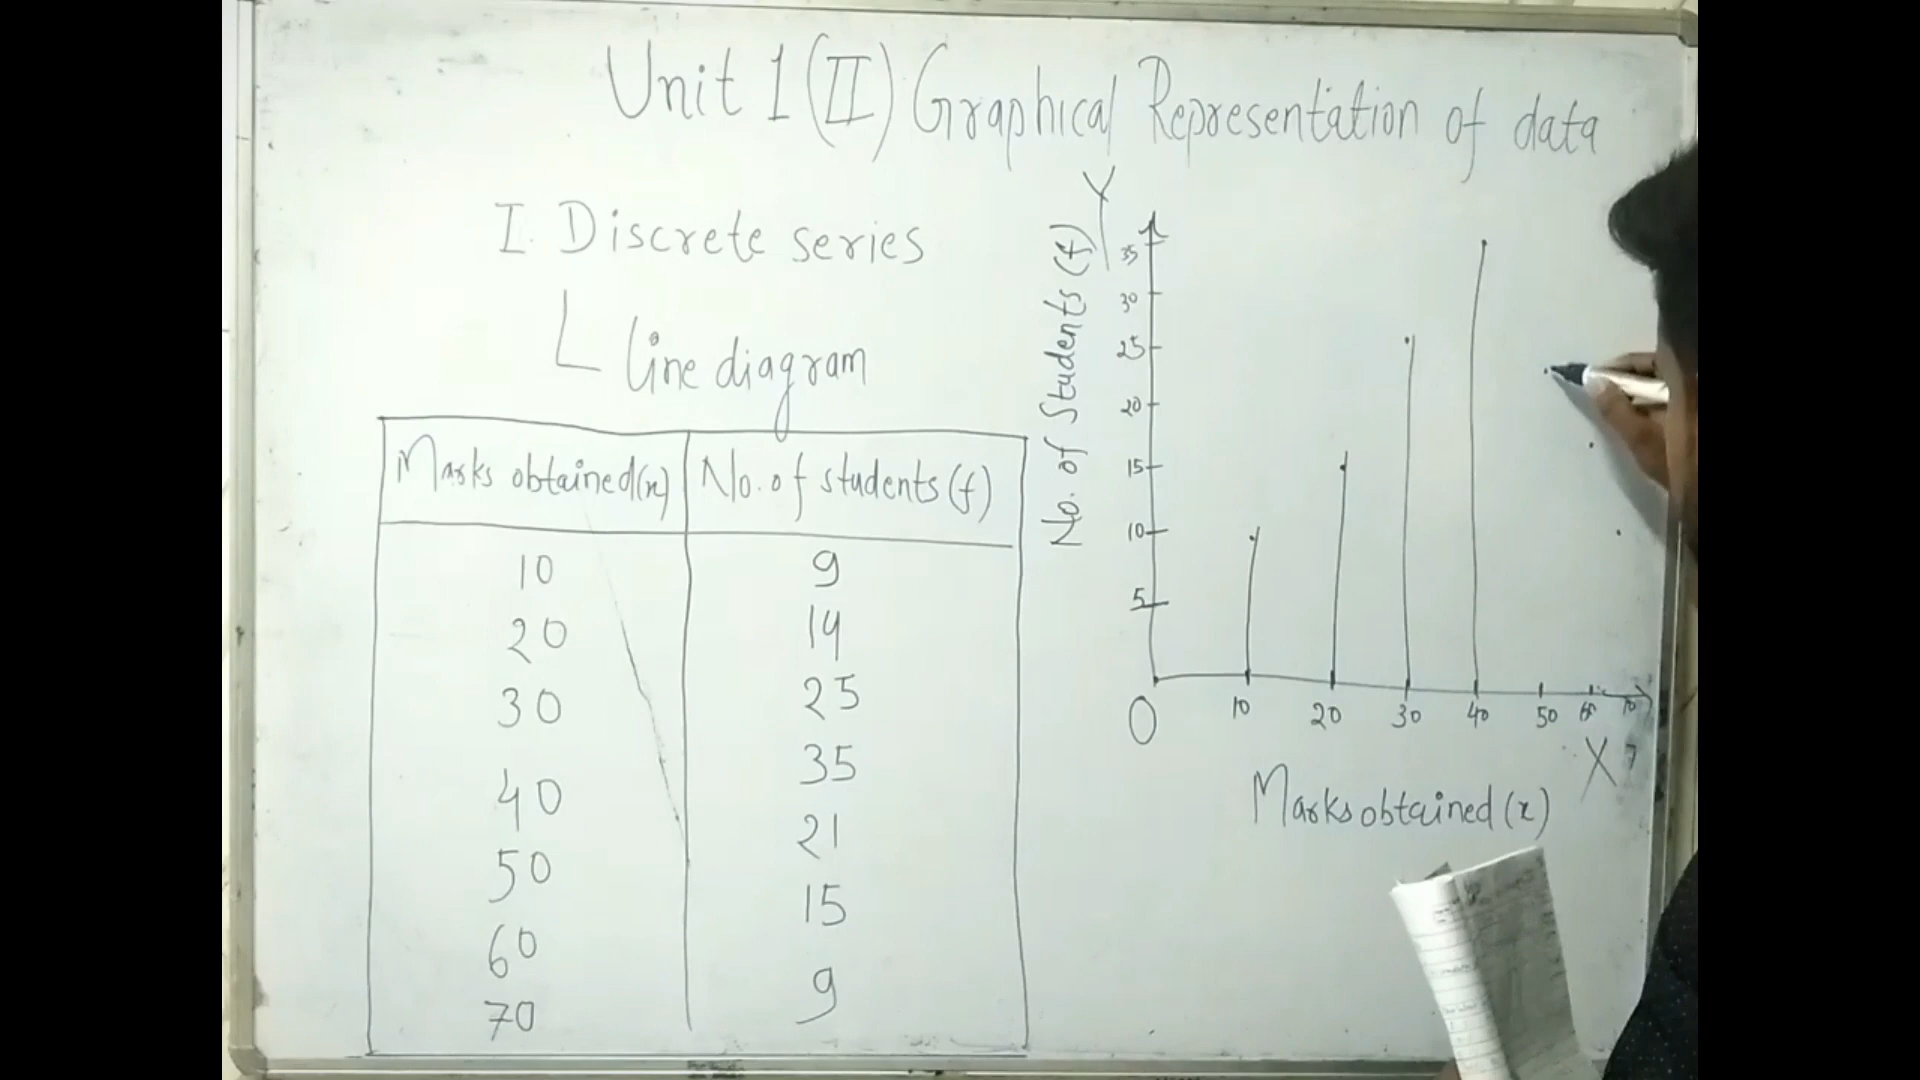 Unit 1 (II) Graphical Representation of data
I. Discrete series
Line diagram
Marks obtained(x) No. of students (f)
10 9
20 14
30 25
40 35
50 21
60 15
70 9
Y
No. of Students (f)
35
30
25
20
15
10
5
O
10 20 30 40 50 60 70
X
Marks obtained (x)